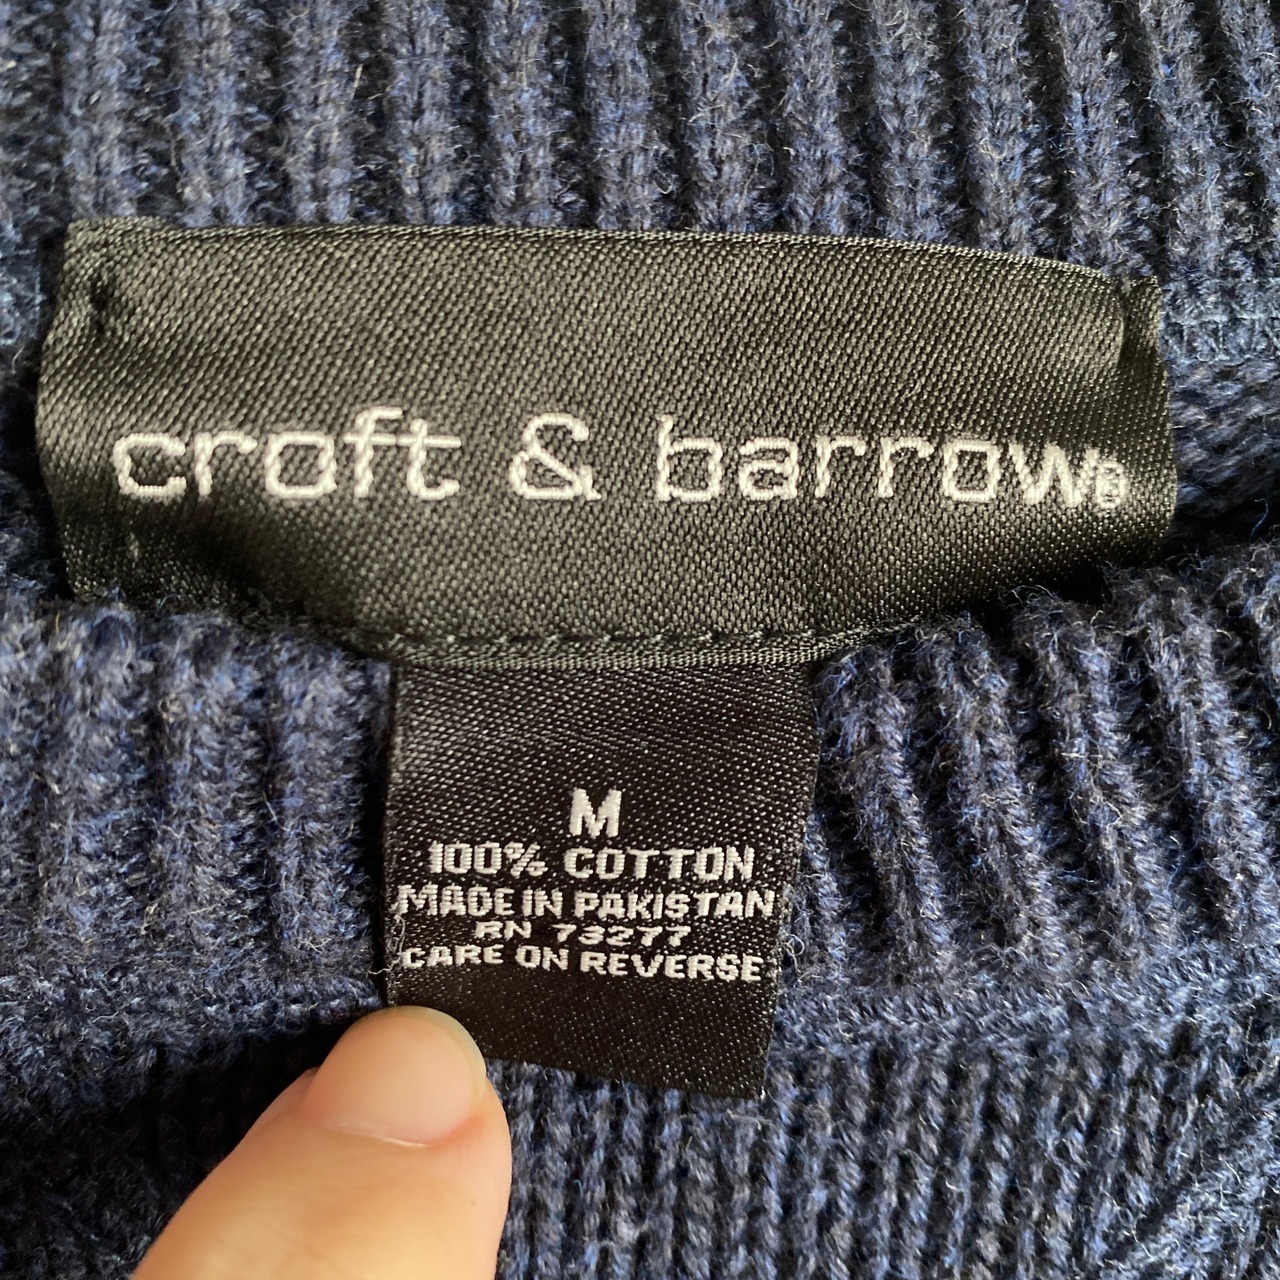 croft & barrow®
M
100% COTTON
MADE IN PAKISTAN
RN 73277
CARE ON REVERSE